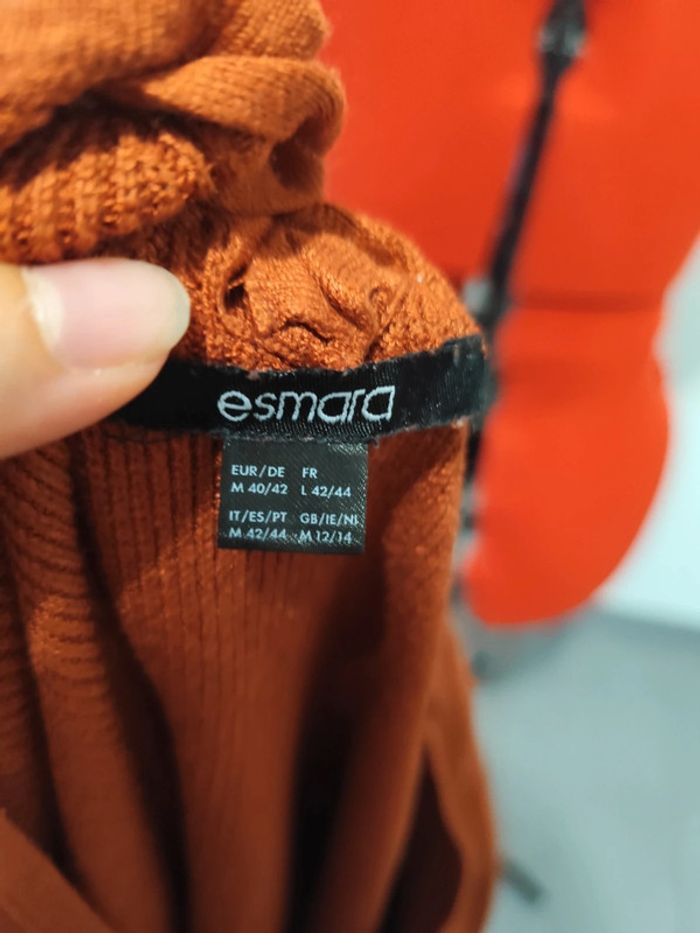 esmara
EUR/DE FR
M 40/42 L 42/44
IT/ES/PT GB/IE/NI
M 42/44 M 12/14